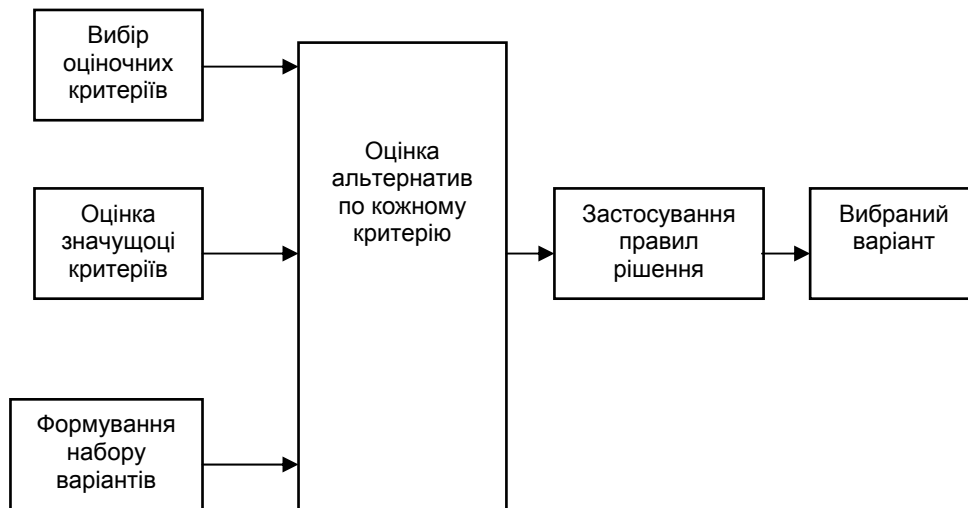 Вибір
оціночних
критеріїв
Оцінка
значущоці
критеріїв
Формування
набору
варіантів
Оцінка
альтернатив
по кожному
критерію
Застосування
правил
рішення
Вибраний
варіант